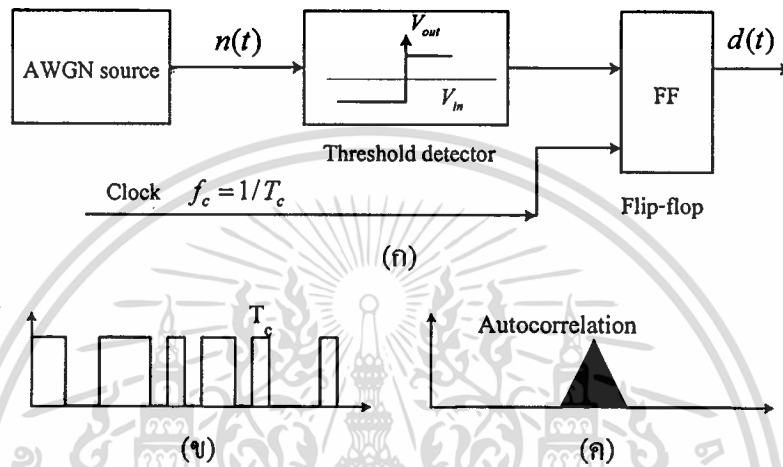 AWGN source
n(t)
V_out
V_in
Threshold detector
FF
d(t)
Flip-flop
Clock f_c = 1/T_c
(ก)
T_c
(ข)
Autocorrelation
(ค)